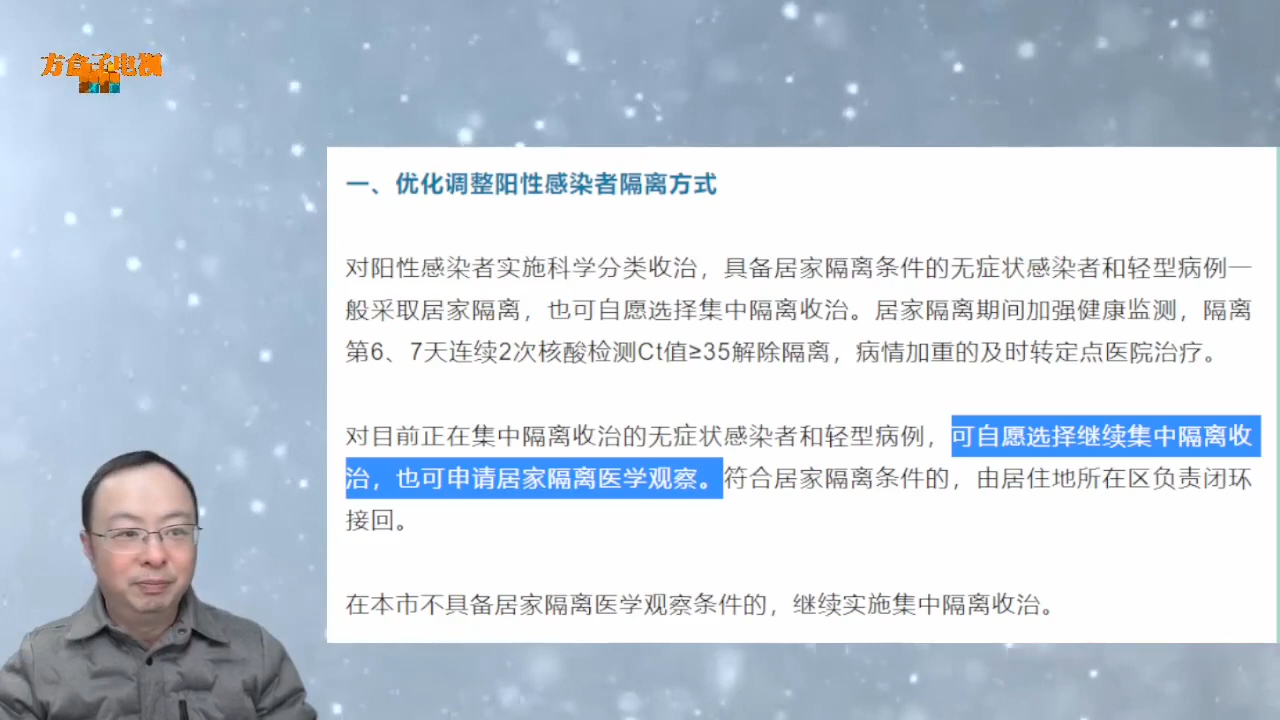 方盒子电视
一、优化调整阳性感染者隔离方式
对阳性感染者实施科学分类收治，具备居家隔离条件的无症状感染者和轻型病例一
般采取居家隔离，也可自愿选择集中隔离收治。居家隔离期间加强健康监测，隔离
第6、7天连续2次核酸检测Ct值≥35解除隔离，病情加重的及时转定点医院治疗。
对目前正在集中隔离收治的无症状感染者和轻型病例，可自愿选择继续集中隔离收
治，也可申请居家隔离医学观察。符合居家隔离条件的，由居住地所在区负责闭环
接回。
在本市不具备居家隔离医学观察条件的，继续实施集中隔离收治。